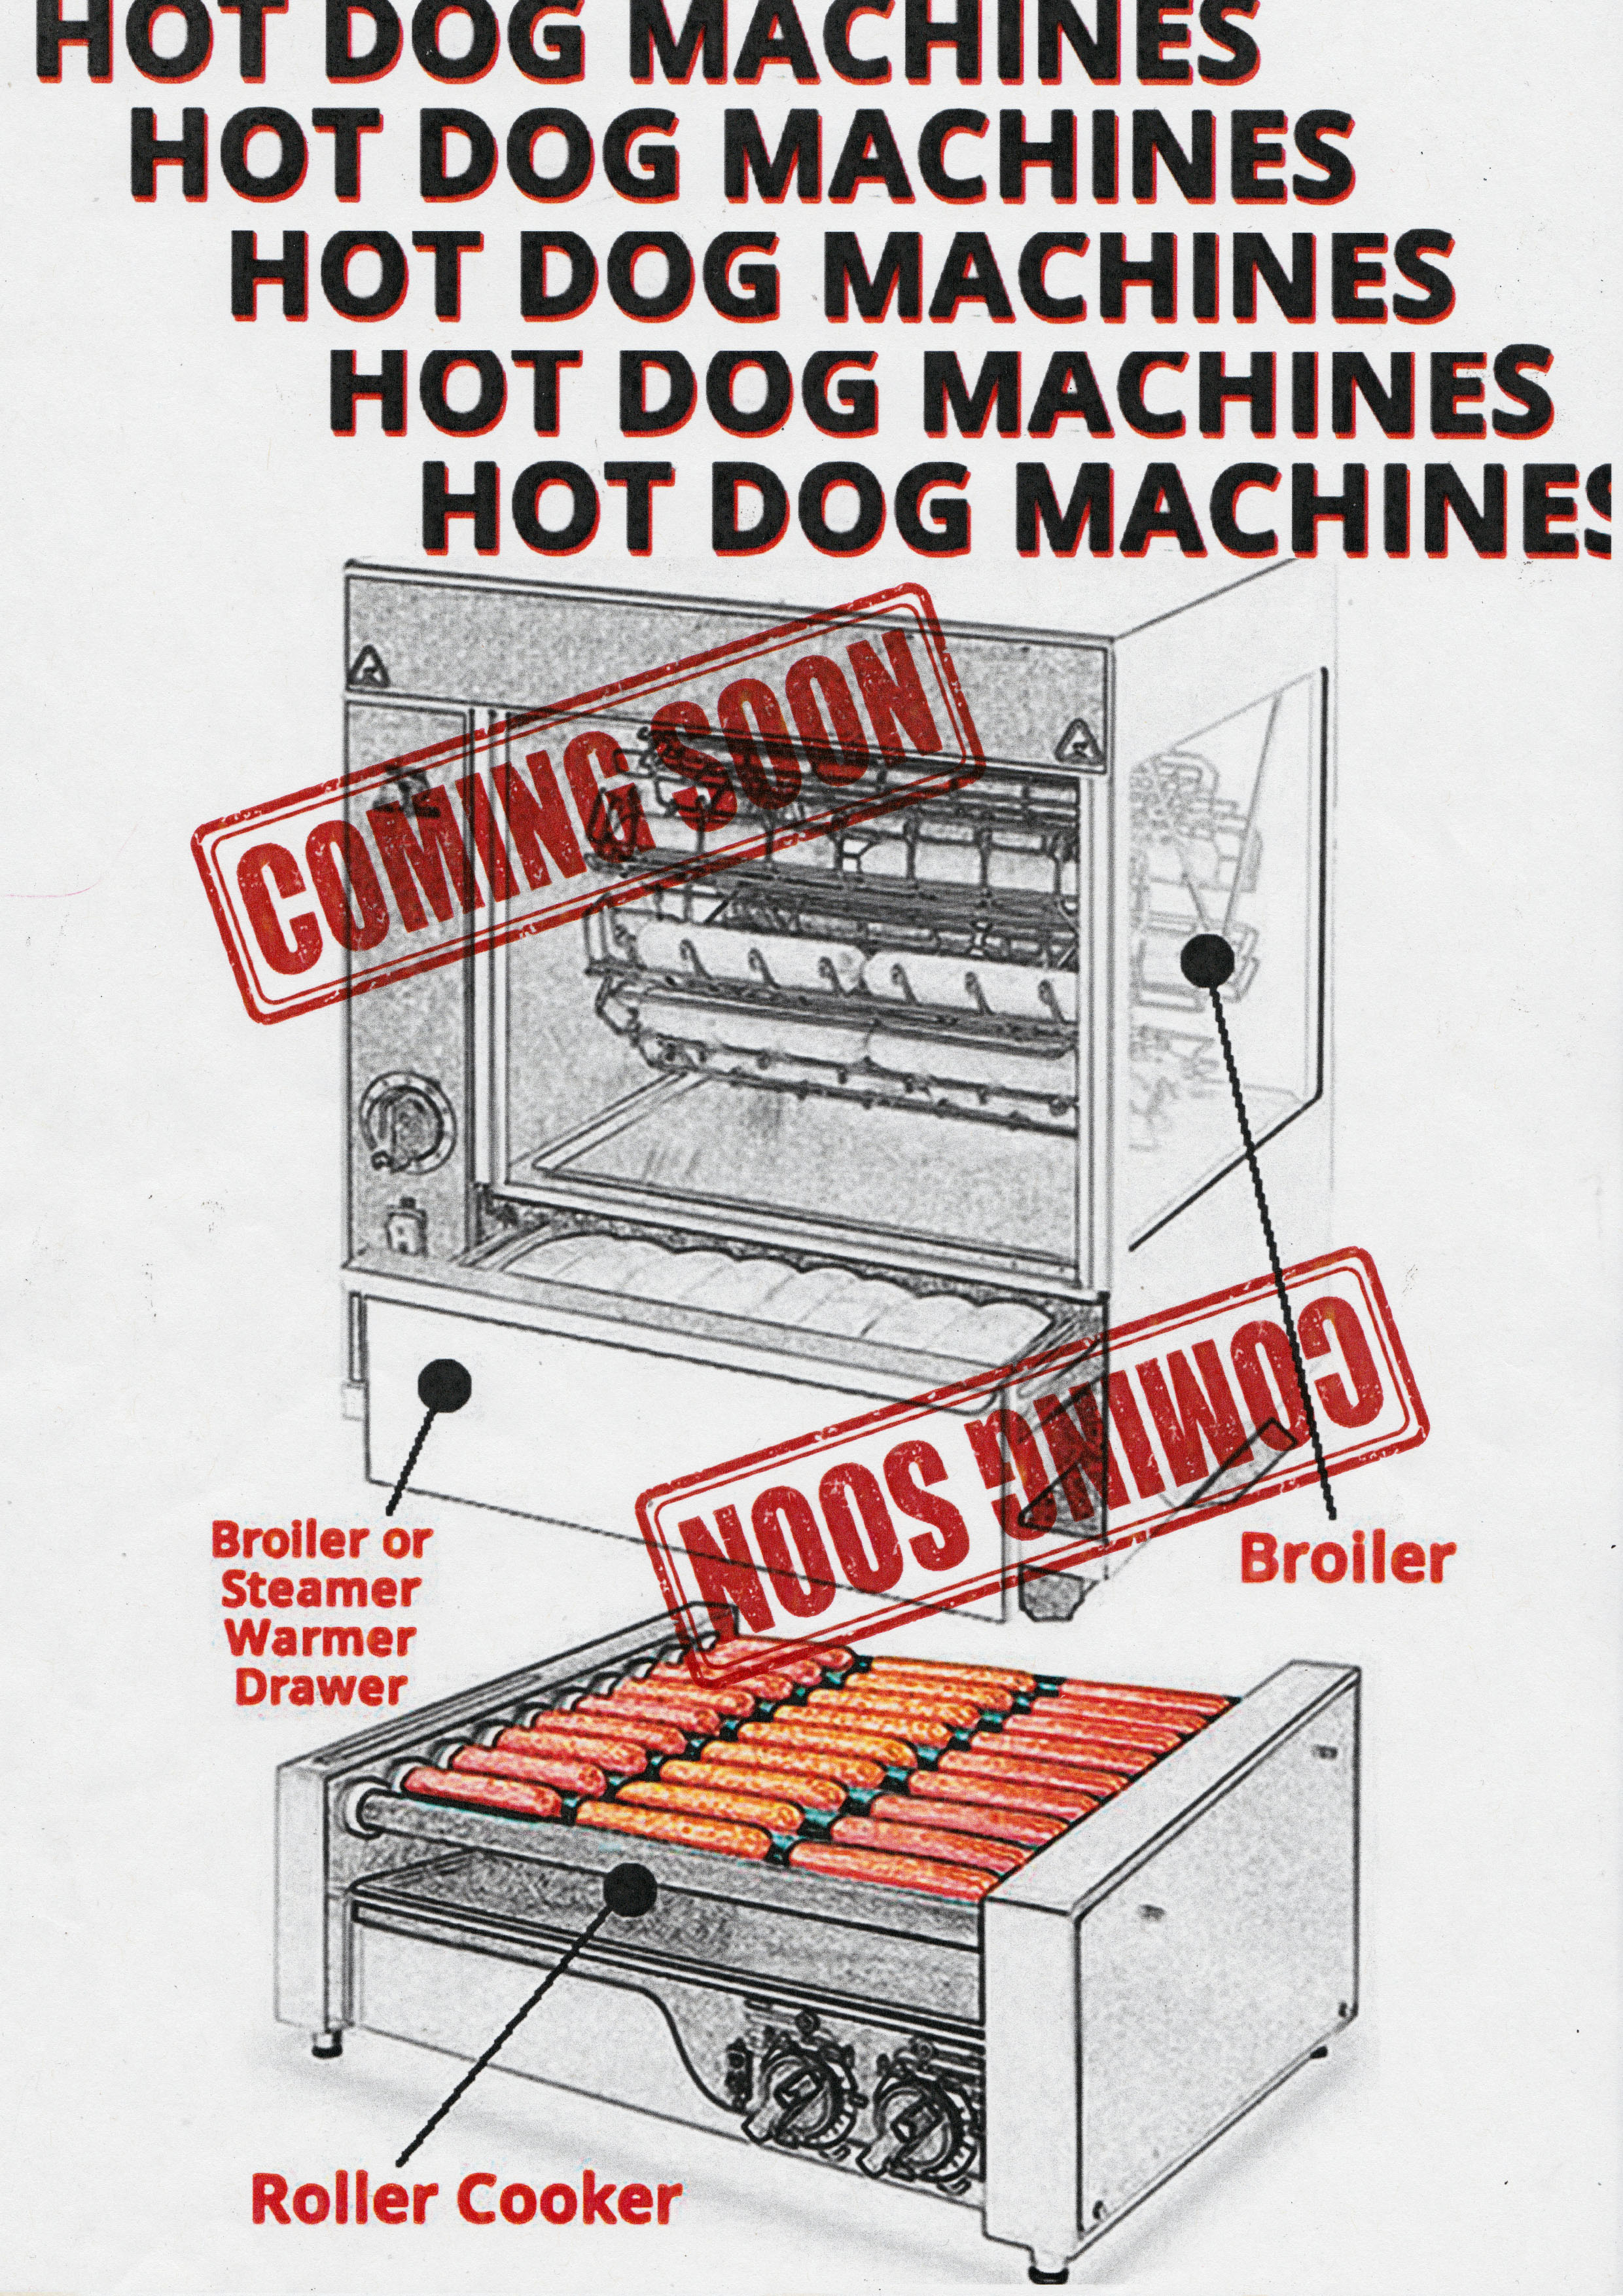 HOT DOG MACHINES
HOT DOG MACHINES
HOT DOG MACHINES
HOT DOG MACHINES
HOT DOG MACHINES
COMING SOON
COMING SOON
Broiler or
Steamer
Warmer
Drawer
Broiler
Roller Cooker